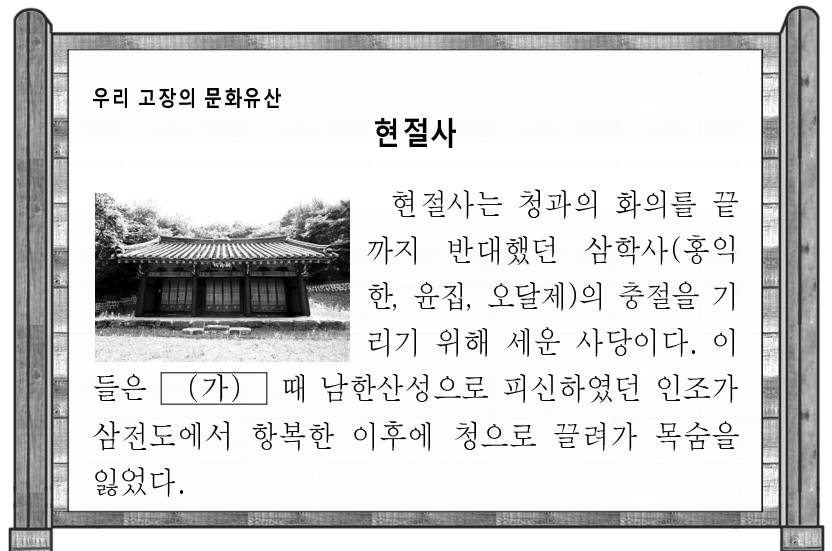 우리 고장의 문화유산
현절사
현절사는 청과의 화의를 끝
까지 반대했던 삼학사(홍익
한, 윤집, 오달제)의 충절을 기
리기 위해 세운 사당이다. 이
들은 (가) 때 남한산성으로 피신하였던 인조가
삼전도에서 항복한 이후에 청으로 끌려가 목숨을
잃었다.